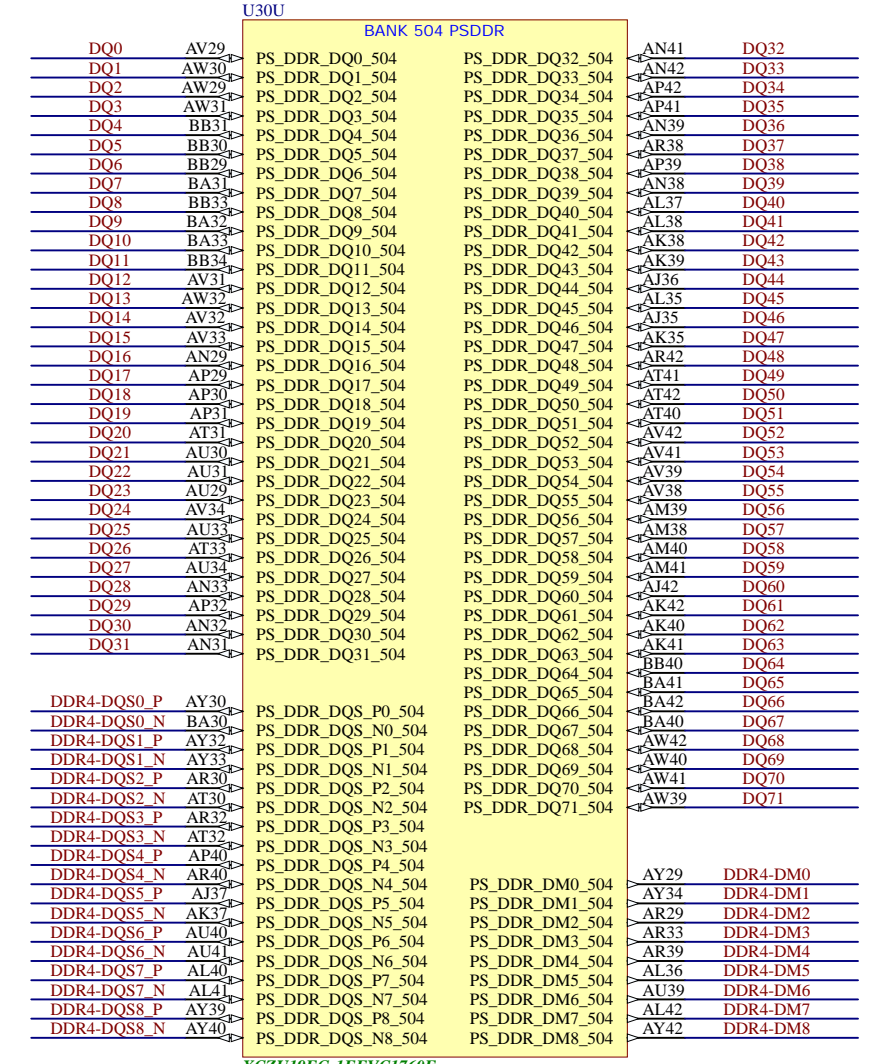 U30U
BANK 504 PSDDR
DQ0 AV29 PS_DDR_DQ0_504 PS_DDR_DQ32_504 AN41 DQ32
DQ1 AW30 PS_DDR_DQ1_504 PS_DDR_DQ33_504 AN42 DQ33
DQ2 AW29 PS_DDR_DQ2_504 PS_DDR_DQ34_504 AP42 DQ34
DQ3 AW31 PS_DDR_DQ3_504 PS_DDR_DQ35_504 AP41 DQ35
DQ4 BB31 PS_DDR_DQ4_504 PS_DDR_DQ36_504 AN39 DQ36
DQ5 BB30 PS_DDR_DQ5_504 PS_DDR_DQ37_504 AR38 DQ37
DQ6 BB29 PS_DDR_DQ6_504 PS_DDR_DQ38_504 AP39 DQ38
DQ7 BA31 PS_DDR_DQ7_504 PS_DDR_DQ39_504 AN38 DQ39
DQ8 BB33 PS_DDR_DQ8_504 PS_DDR_DQ40_504 AL37 DQ40
DQ9 BA32 PS_DDR_DQ9_504 PS_DDR_DQ41_504 AL38 DQ41
DQ10 BA33 PS_DDR_DQ10_504 PS_DDR_DQ42_504 AK38 DQ42
DQ11 BB34 PS_DDR_DQ11_504 PS_DDR_DQ43_504 AK39 DQ43
DQ12 AV31 PS_DDR_DQ12_504 PS_DDR_DQ44_504 AJ36 DQ44
DQ13 AW32 PS_DDR_DQ13_504 PS_DDR_DQ45_504 AL35 DQ45
DQ14 AV32 PS_DDR_DQ14_504 PS_DDR_DQ46_504 AJ35 DQ46
DQ15 AV33 PS_DDR_DQ15_504 PS_DDR_DQ47_504 AK35 DQ47
DQ16 AN29 PS_DDR_DQ16_504 PS_DDR_DQ48_504 AR42 DQ48
DQ17 AP29 PS_DDR_DQ17_504 PS_DDR_DQ49_504 AT41 DQ49
DQ18 AP30 PS_DDR_DQ18_504 PS_DDR_DQ50_504 AT42 DQ50
DQ19 AP31 PS_DDR_DQ19_504 PS_DDR_DQ51_504 AT40 DQ51
DQ20 AT31 PS_DDR_DQ20_504 PS_DDR_DQ52_504 AV42 DQ52
DQ21 AU30 PS_DDR_DQ21_504 PS_DDR_DQ53_504 AV41 DQ53
DQ22 AU31 PS_DDR_DQ22_504 PS_DDR_DQ54_504 AV39 DQ54
DQ23 AU29 PS_DDR_DQ23_504 PS_DDR_DQ55_504 AV38 DQ55
DQ24 AV34 PS_DDR_DQ24_504 PS_DDR_DQ56_504 AM39 DQ56
DQ25 AU33 PS_DDR_DQ25_504 PS_DDR_DQ57_504 AM38 DQ57
DQ26 AT33 PS_DDR_DQ26_504 PS_DDR_DQ58_504 AM40 DQ58
DQ27 AU34 PS_DDR_DQ27_504 PS_DDR_DQ59_504 AM41 DQ59
DQ28 AN33 PS_DDR_DQ28_504 PS_DDR_DQ60_504 AJ42 DQ60
DQ29 AP32 PS_DDR_DQ29_504 PS_DDR_DQ61_504 AK42 DQ61
DQ30 AN32 PS_DDR_DQ30_504 PS_DDR_DQ62_504 AK40 DQ62
DQ31 AN31 PS_DDR_DQ31_504 PS_DDR_DQ63_504 AK41 DQ63
PS_DDR_DQ64_504 BB40 DQ64
PS_DDR_DQ65_504 BA41 DQ65
DDR4-DQS0_P AY30 PS_DDR_DQS_P0_504 PS_DDR_DQ66_504 BA42 DQ66
DDR4-DQS0_N BA30 PS_DDR_DQS_N0_504 PS_DDR_DQ67_504 BA40 DQ67
DDR4-DQS1_P AY32 PS_DDR_DQS_P1_504 PS_DDR_DQ68_504 AW42 DQ68
DDR4-DQS1_N AY33 PS_DDR_DQS_N1_504 PS_DDR_DQ69_504 AW40 DQ69
DDR4-DQS2_P AR30 PS_DDR_DQS_P2_504 PS_DDR_DQ70_504 AW41 DQ70
DDR4-DQS2_N AT30 PS_DDR_DQS_N2_504 PS_DDR_DQ71_504 AW39 DQ71
DDR4-DQS3_P AR32 PS_DDR_DQS_P3_504
DDR4-DQS3_N AT32 PS_DDR_DQS_N3_504
DDR4-DQS4_P AP40 PS_DDR_DQS_P4_504
DDR4-DQS4_N AR40 PS_DDR_DQS_N4_504 PS_DDR_DM0_504 AY29 DDR4-DM0
DDR4-DQS5_P AJ37 PS_DDR_DQS_P5_504 PS_DDR_DM1_504 AY34 DDR4-DM1
DDR4-DQS5_N AK37 PS_DDR_DQS_N5_504 PS_DDR_DM2_504 AR29 DDR4-DM2
DDR4-DQS6_P AU40 PS_DDR_DQS_P6_504 PS_DDR_DM3_504 AR33 DDR4-DM3
DDR4-DQS6_N AU41 PS_DDR_DQS_N6_504 PS_DDR_DM4_504 AR39 DDR4-DM4
DDR4-DQS7_P AL40 PS_DDR_DQS_P7_504 PS_DDR_DM5_504 AL36 DDR4-DM5
DDR4-DQS7_N AL41 PS_DDR_DQS_N7_504 PS_DDR_DM6_504 AU39 DDR4-DM6
DDR4-DQS8_P AY39 PS_DDR_DQS_P8_504 PS_DDR_DM7_504 AL42 DDR4-DM7
DDR4-DQS8_N AY40 PS_DDR_DQS_N8_504 PS_DDR_DM8_504 AY42 DDR4-DM8